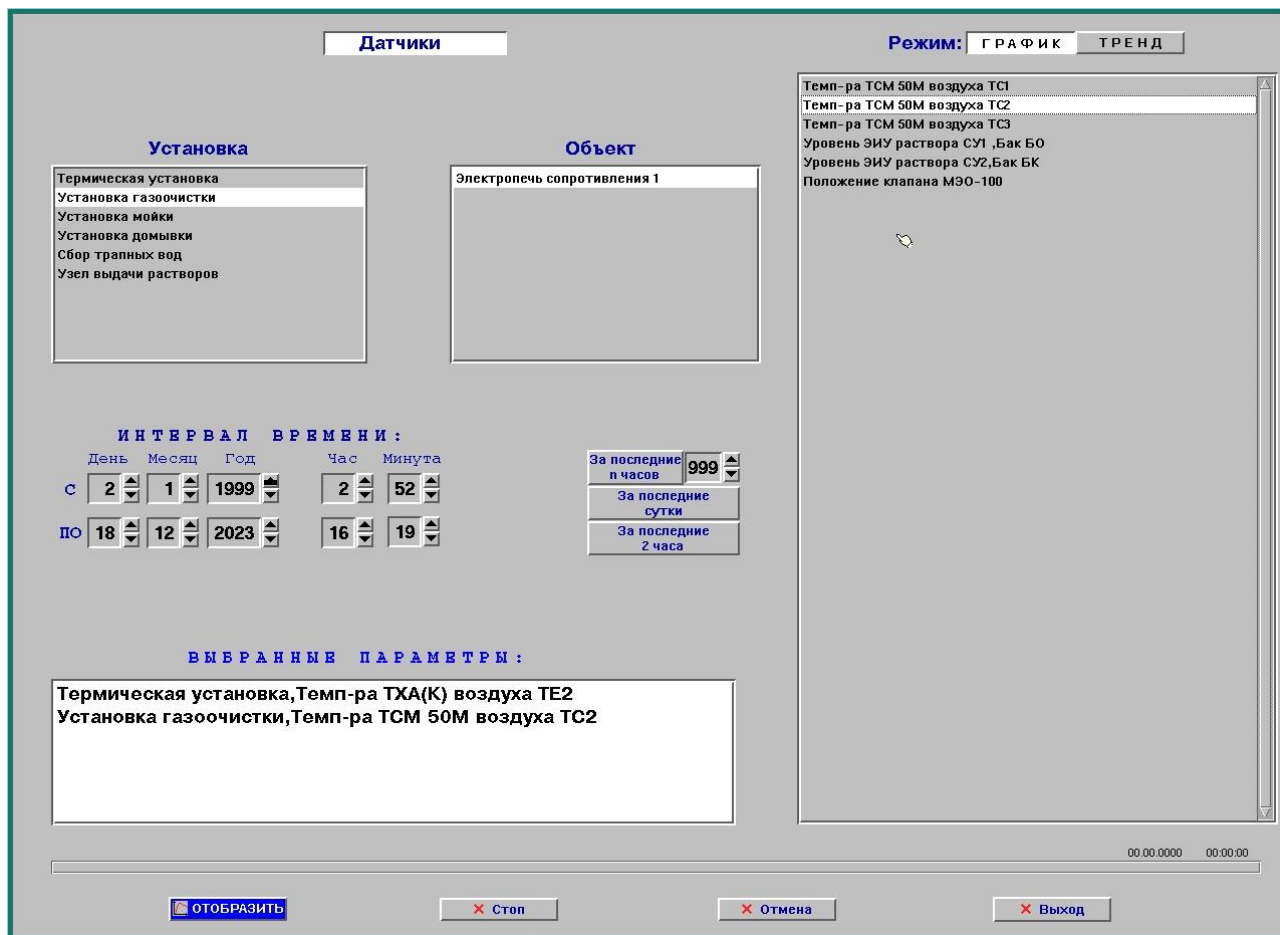 Датчики
Режим: ГРАФИК ТРЕНД
Установка
Термическая установка
Установка газоочистки
Установка мойки
Установка домывки
Сбор трапных вод
Узел выдачи растворов
Объект
Электропечь сопротивления 1
Темп-ра ТСМ 50М воздуха ТС1
Темп-ра ТСМ 50М воздуха ТС2
Темп-ра ТСМ 50М воздуха ТС3
Уровень ЭИУ раствора СУ1 ,Бак БО
Уровень ЭИУ раствора СУ2,Бак БК
Положение клапана МЭО-100
ИНТЕРВАЛ ВРЕМЕНИ:
День Месяц Год Час Минута
С 2 1 1999 2 52
ПО 18 12 2023 16 19
За последние n часов 999
За последние сутки
За последние 2 часа
ВЫБРАННЫЕ ПАРАМЕТРЫ:
Термическая установка,Темп-ра ТХА(К) воздуха ТЕ2
Установка газоочистки,Темп-ра ТСМ 50М воздуха ТС2
00.00.0000 00:00:00
ОТОБРАЗИТЬ Стоп Отмена Выход